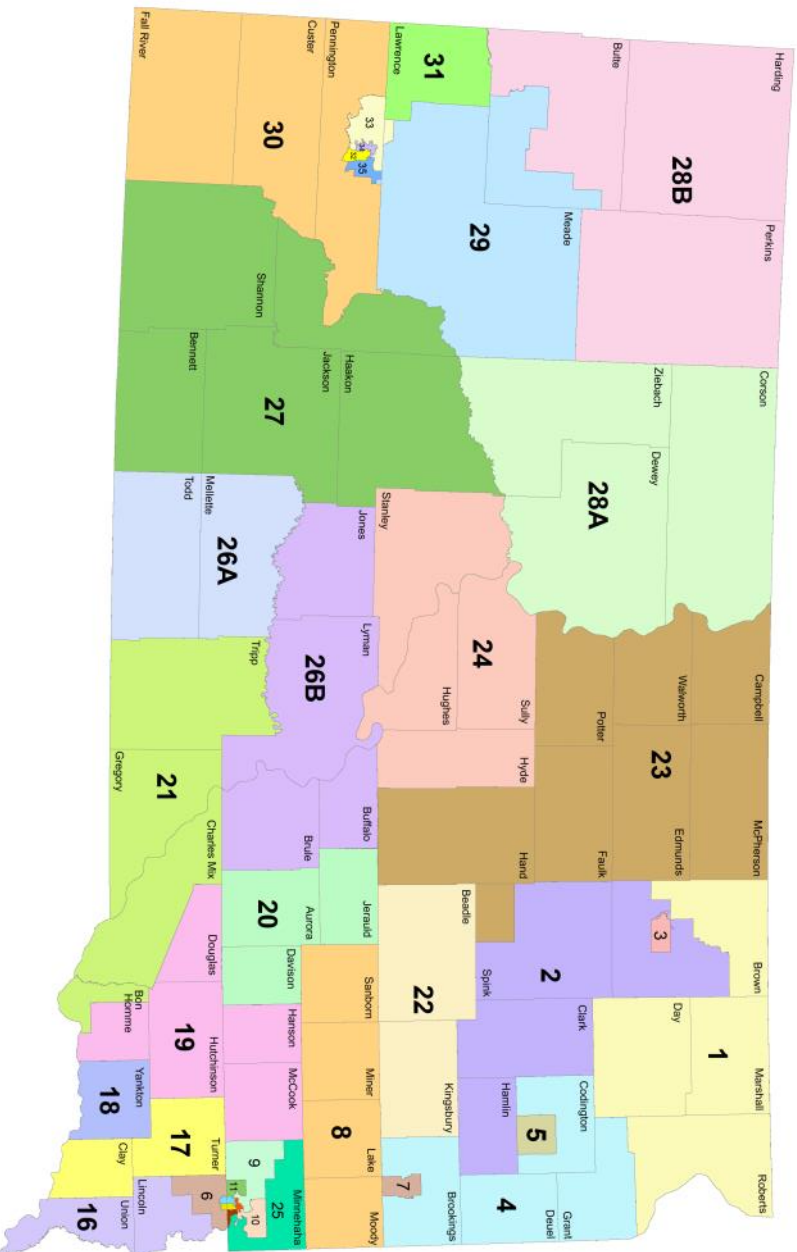 Harding
Perkins
Corson
Campbell
McPherson
Brown
Marshall
Roberts
28B
Walworth
Edmunds
Day
1
23
3
Butte
Ziebach
Dewey
Potter
Faulk
28A
Meade
29
Clark
Codington
Grant
Deuel
2
5
4
Sully
Hyde
Hand
Spink
Hamlin
24
Hughes
Beadle
22
Kingsbury
Brookings
7
Lawrence
31
Stanley
Haakon
Jackson
Jones
Lyman
Buffalo
Jerauld
Sanborn
Miner
Lake
Moody
8
Pennington
33
34
32
35
26B
Brule
Aurora
Davison
Hanson
McCook
Minnehaha
20
9
25
10
11
Custer
30
27
Shannon
Mellette
26A
Tripp
Charles Mix
Douglas
Hutchinson
Turner
Lincoln
6
19
17
21
Fall River
Bennett
Todd
Gregory
Bon
Homme
Yankton
18
Clay
Union
16